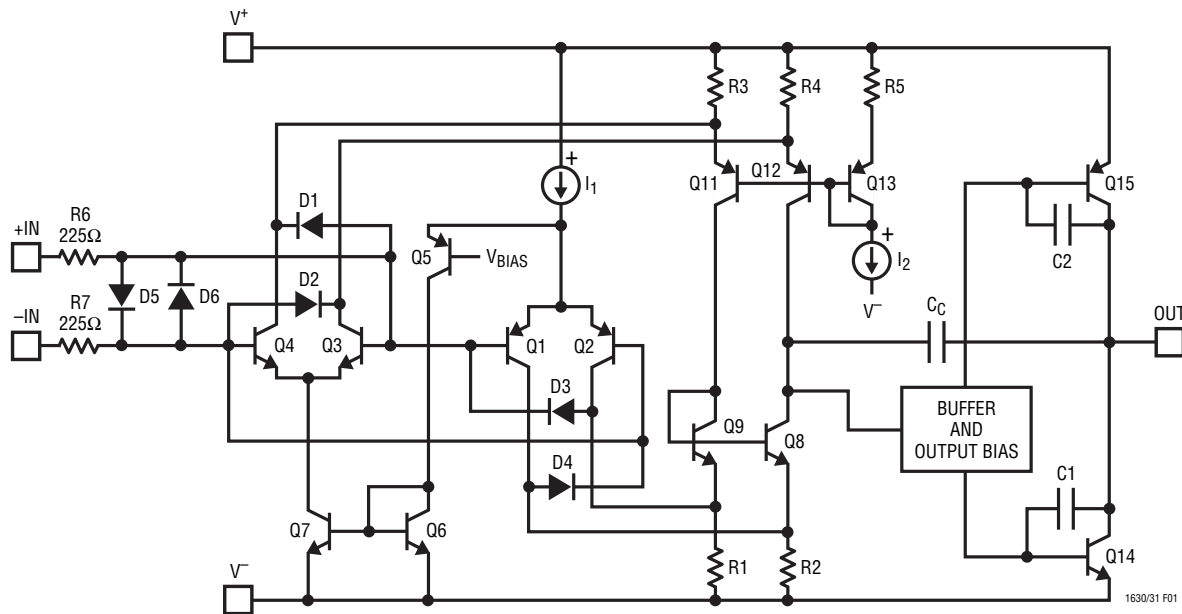 V+
R3
R4
R5
+
I1
Q11
Q12
Q13
Q15
D1
+IN
R6
225Ω
Q5
VBIAS
+
I2
C2
D5
D6
D2
V−
CC
OUT
−IN
R7
225Ω
Q4
Q3
Q1
Q2
D3
Q9
Q8
BUFFER
AND
OUTPUT BIAS
D4
C1
Q7
Q6
R1
R2
Q14
V−
1630/31 F01